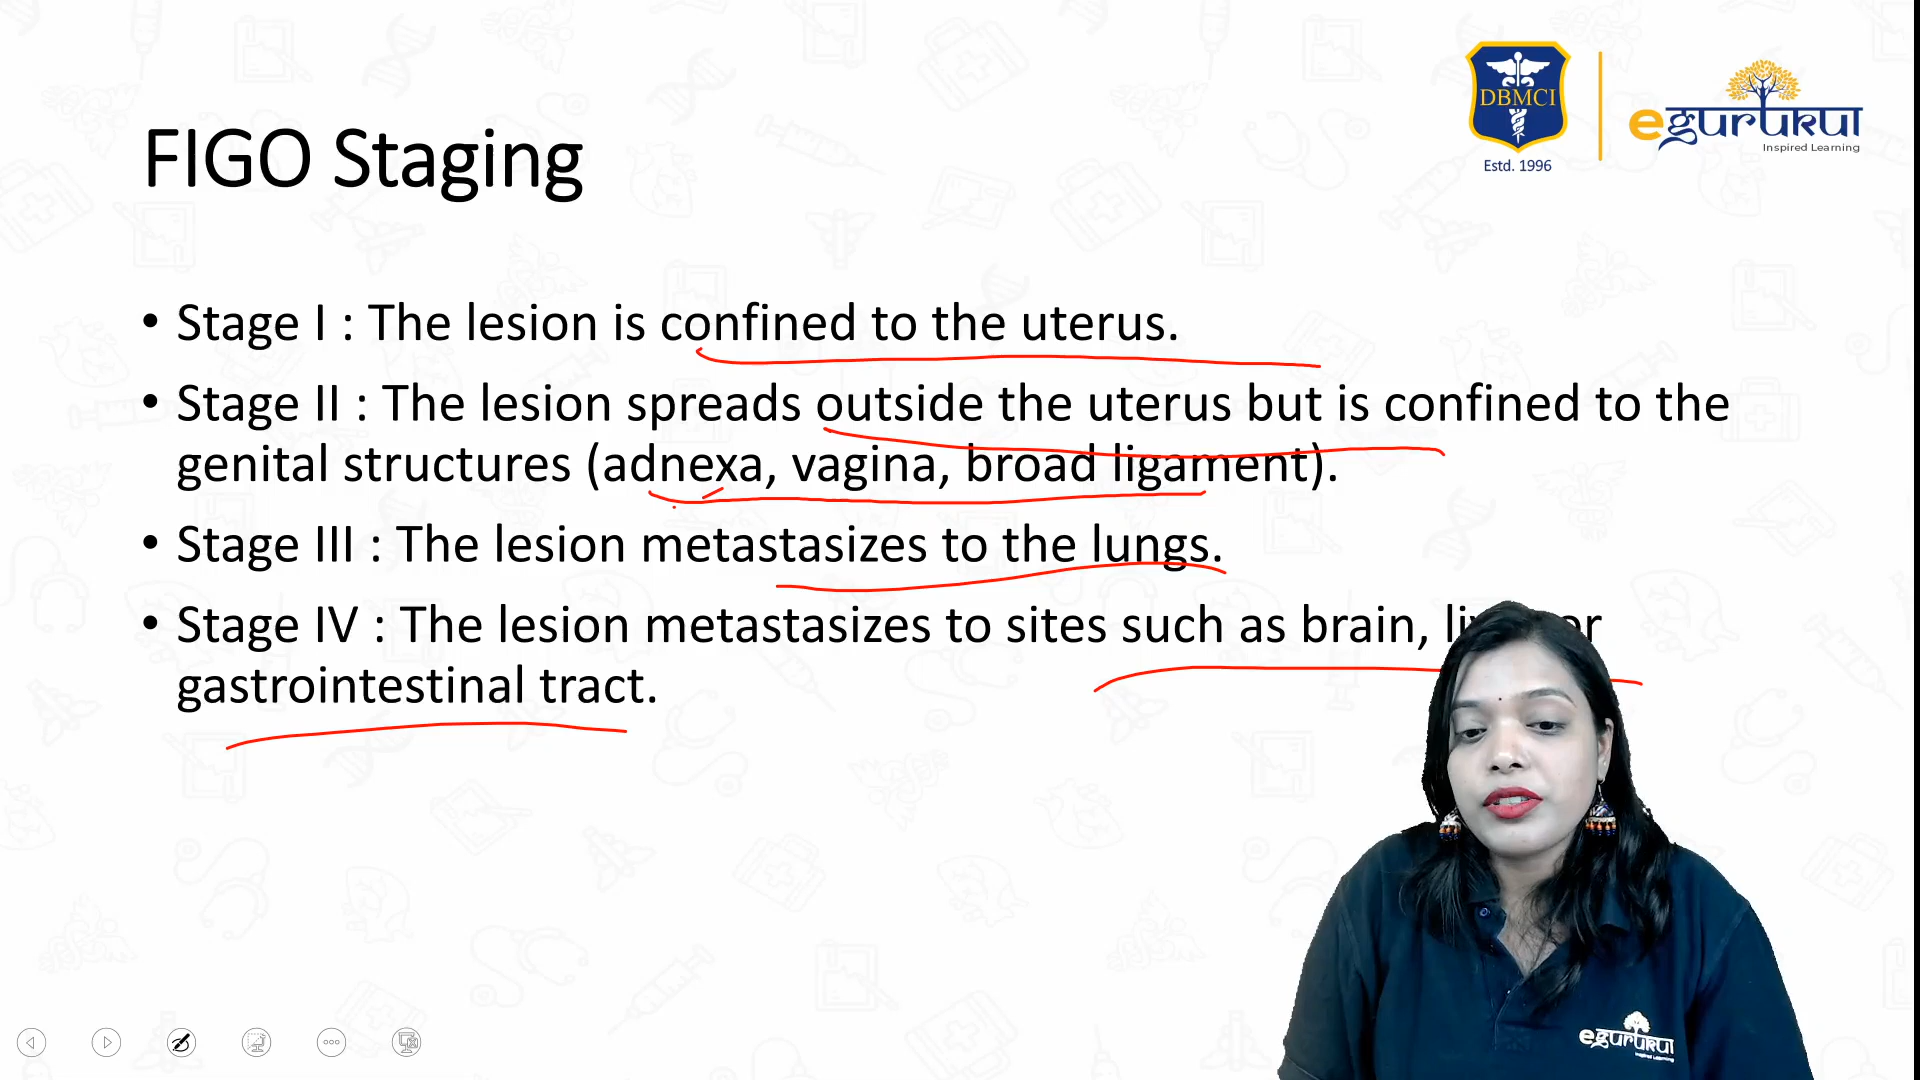 DBMCI
Estd. 1996
egurukul
Inspired Learning
FIGO Staging
• Stage I : The lesion is confined to the uterus.
• Stage II : The lesion spreads outside the uterus but is confined to the
genital structures (adnexa, vagina, broad ligament).
• Stage III : The lesion metastasizes to the lungs.
• Stage IV : The lesion metastasizes to sites such as brain,
gastrointestinal tract.
egurukul
Inspired Learning